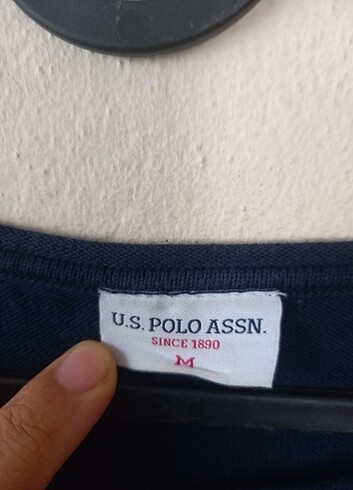 U.S. POLO ASSN.
SINCE 1890
M